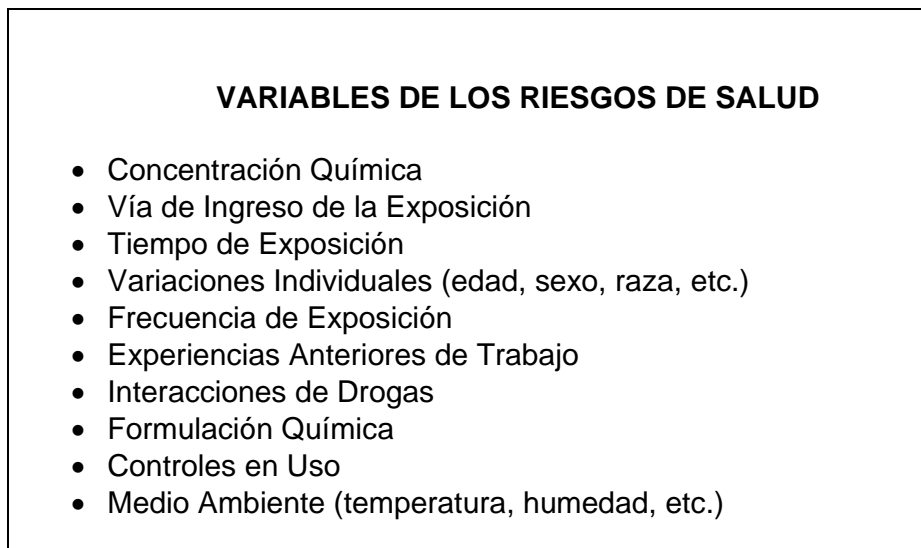 VARIABLES DE LOS RIESGOS DE SALUD
• Concentración Química
• Vía de Ingreso de la Exposición
• Tiempo de Exposición
• Variaciones Individuales (edad, sexo, raza, etc.)
• Frecuencia de Exposición
• Experiencias Anteriores de Trabajo
• Interacciones de Drogas
• Formulación Química
• Controles en Uso
• Medio Ambiente (temperatura, humedad, etc.)